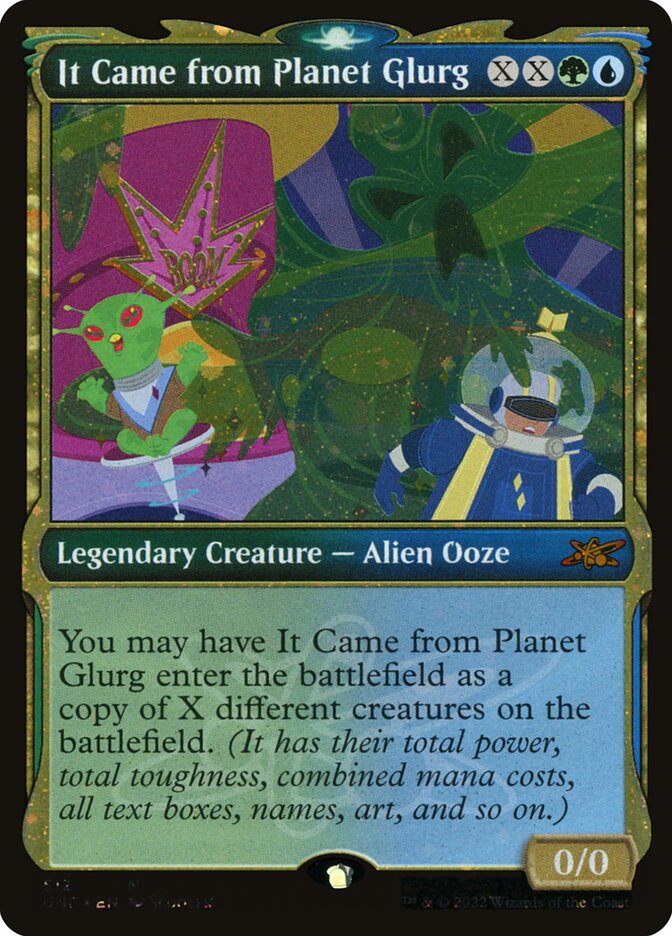 It Came from Planet Glurg X X
BOOM
Legendary Creature — Alien Ooze
You may have It Came from Planet
Glurg enter the battlefield as a
copy of X different creatures on the
battlefield. (It has their total power,
total toughness, combined mana costs,
all text boxes, names, art, and so on.)
0/0
™ & © 2022 Wizards of the Coast